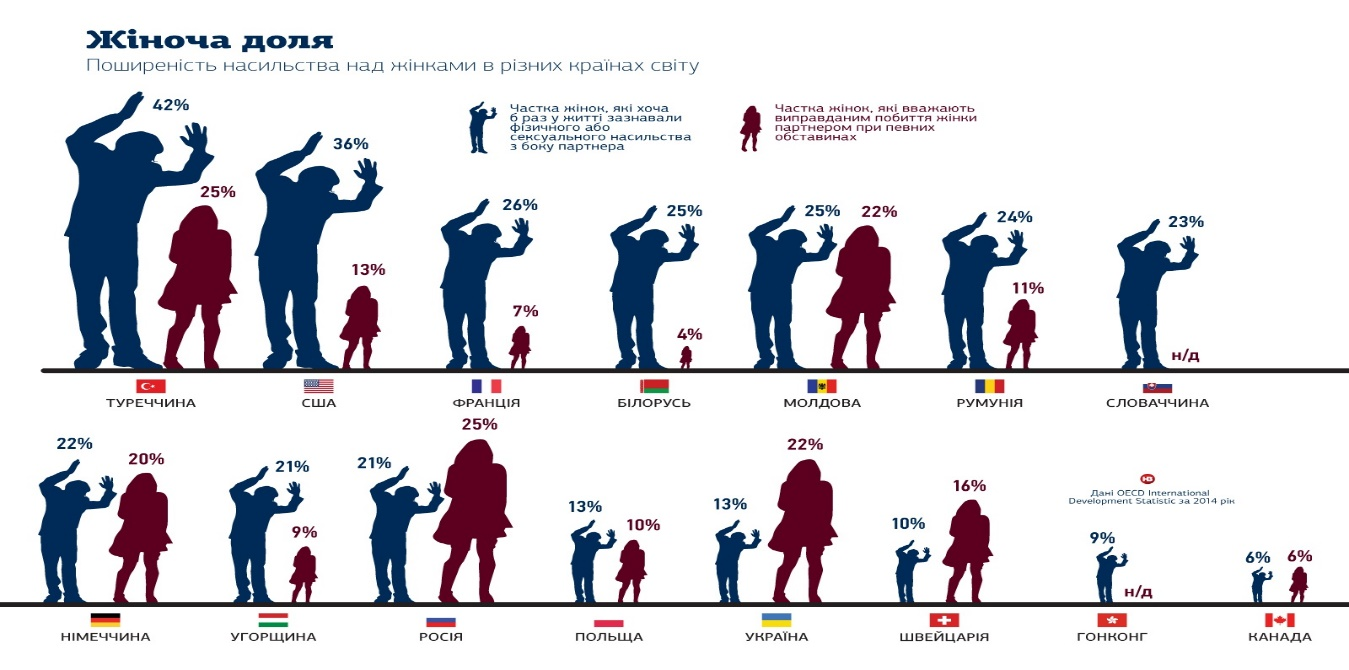 Жіноча доля
Поширеність насильства над жінками в різних країнах світу
Частка жінок, які хоча
б раз у житті зазнавали
фізичного або
сексуального насильства
з боку партнера
Частка жінок, які вважають
виправданим побиття жінки
партнером при певних
обставинах
42%
25%
36%
13%
26%
7%
25%
4%
25%
22%
24%
11%
23%
н/д
ТУРЕЧЧИНА
США
ФРАНЦІЯ
БІЛОРУСЬ
МОЛДОВА
РУМУНІЯ
СЛОВАЧЧИНА
22%
20%
21%
9%
21%
25%
13%
10%
13%
22%
10%
16%
НВ
Дані OECD International
Development Statistic за 2014 рік
9%
н/д
6%
6%
НІМЕЧЧИНА
УГОРЩИНА
РОСІЯ
ПОЛЬЩА
УКРАЇНА
ШВЕЙЦАРІЯ
ГОНКОНГ
КАНАДА